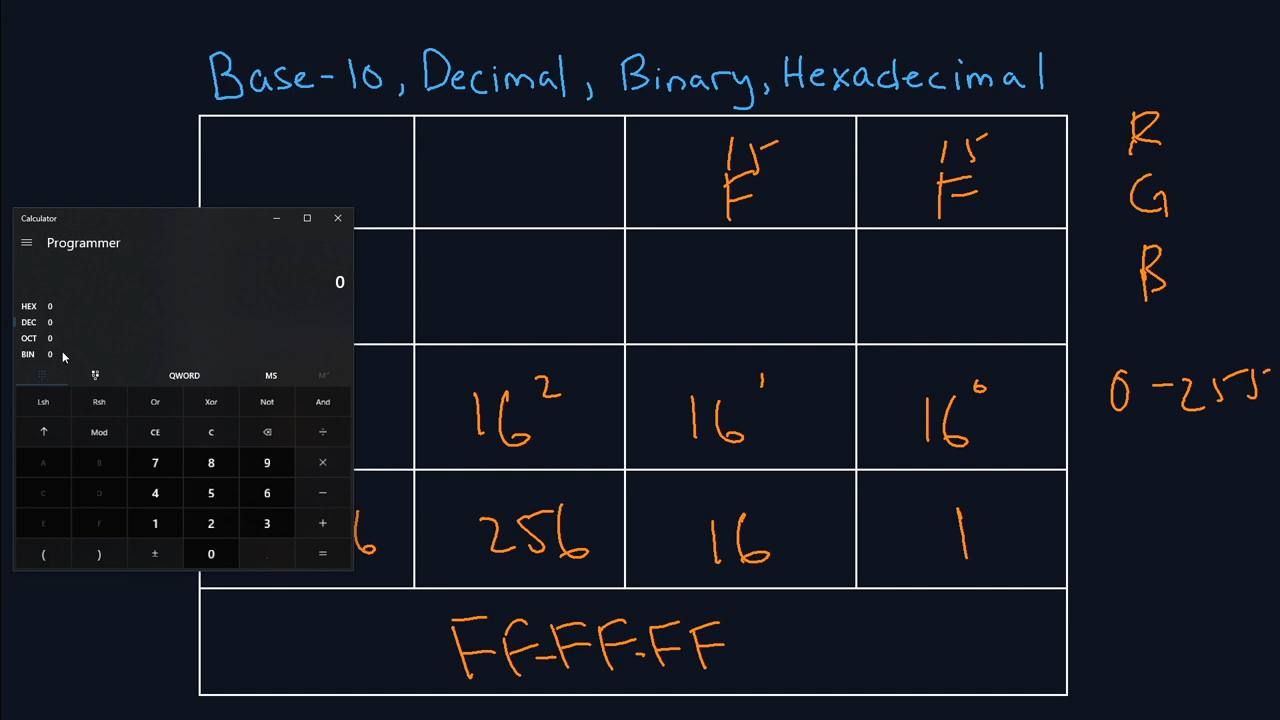 Base-10, Decimal, Binary, Hexadecimal
15 15 R
F F G
B
Calculator
Programmer
0
HEX 0
DEC 0
OCT 0
BIN 0
QWORD MS M˅
Lsh Rsh Or Xor Not And
↑ Mod CE C ÷
A B 7 8 9 ×
C D 4 5 6 −
E F 1 2 3 +
( ) ± 0 . =
16² 16¹ 16⁰ 0-255
6 256 16 1
FF-FF-FF